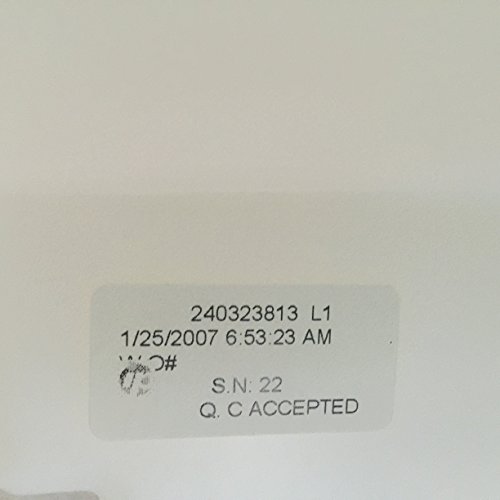 240323813 L1
1/25/2007 6:53:23 AM
S.N: 22
Q. C ACCEPTED